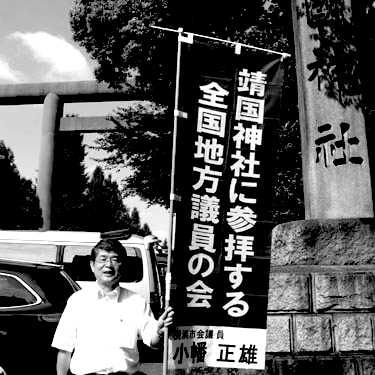 靖国神社に参拝する
全国地方議員の会
横浜市会議員
小幡 正雄
神社